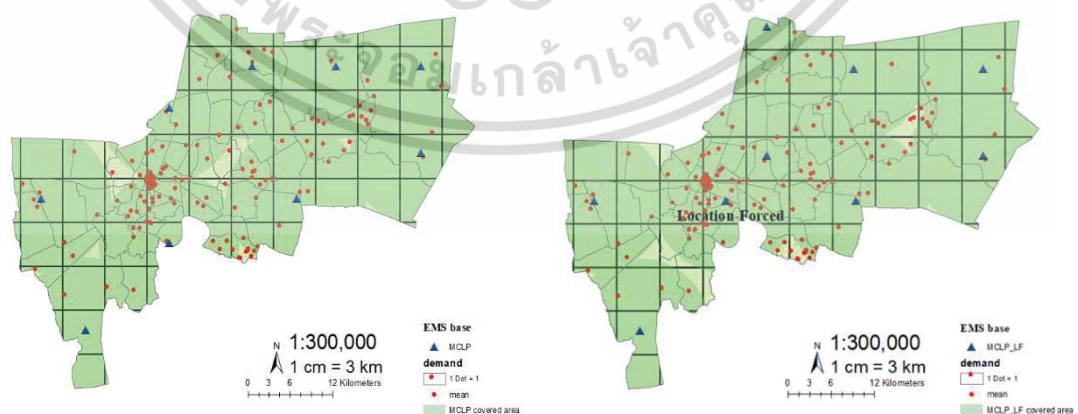 พระจอมเกล้าเจ้าคุณ
N 1:300,000
1 cm = 3 km
0 3 6 12 Kilometers
EMS base
MCLP
demand
1 Dot = 1
mean
MCLP covered area
Location-Forced
N 1:300,000
1 cm = 3 km
0 3 6 12 Kilometers
EMS base
MCLP_LF
demand
1 Dot = 1
mean
MCLP_LF covered area